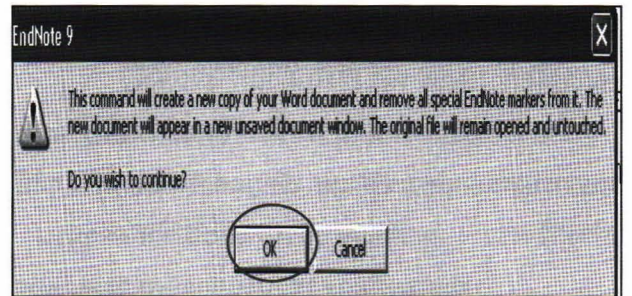 EndNote 9
X
This command will create a new copy of your Word document and remove all special EndNote markers from it. The
new document will appear in a new unsaved document window. The original file will remain opened and untouched.
Do you wish to continue?
OK
Cancel